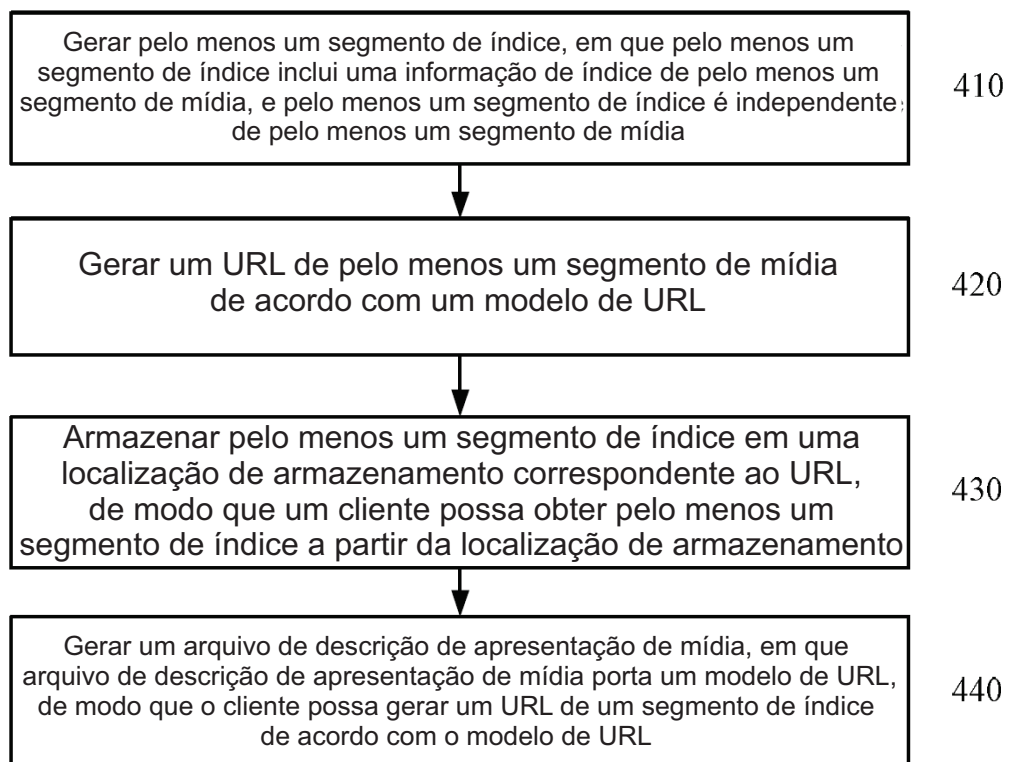 Gerar pelo menos um segmento de índice, em que pelo menos um
segmento de índice inclui uma informação de índice de pelo menos um
segmento de mídia, e pelo menos um segmento de índice é independente
de pelo menos um segmento de mídia
410
Gerar um URL de pelo menos um segmento de mídia
de acordo com um modelo de URL
420
Armazenar pelo menos um segmento de índice em uma
localização de armazenamento correspondente ao URL,
de modo que um cliente possa obter pelo menos um
segmento de índice a partir da localização de armazenamento
430
Gerar um arquivo de descrição de apresentação de mídia, em que
arquivo de descrição de apresentação de mídia porta um modelo de URL,
de modo que o cliente possa gerar um URL de um segmento de índice
de acordo com o modelo de URL
440